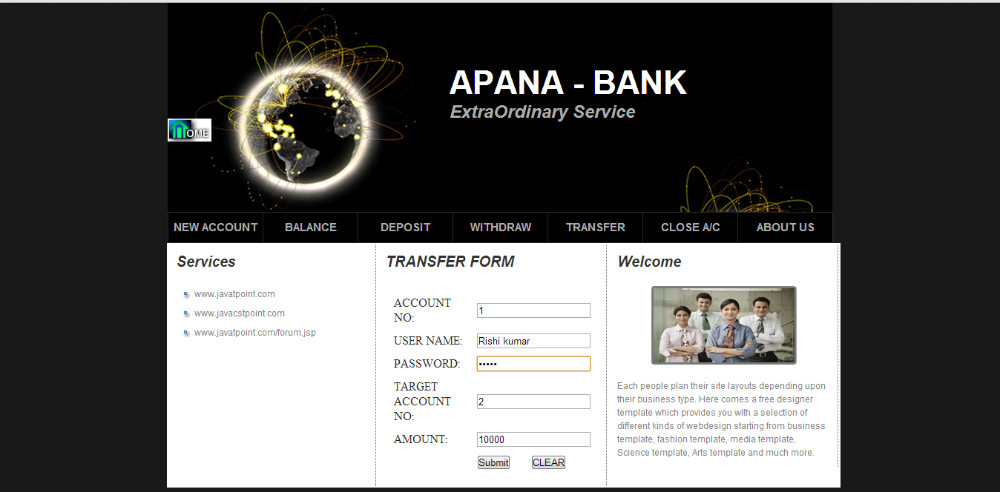 APANA - BANK
ExtraOrdinary Service
OME
NEW ACCOUNT BALANCE DEPOSIT WITHDRAW TRANSFER CLOSE A/C ABOUT US
Services
www.javatpoint.com
www.javacstpoint.com
www.javatpoint.com/forum.jsp
TRANSFER FORM
ACCOUNT
NO: 1
USER NAME: Rishi kumar
PASSWORD: •••••
TARGET
ACCOUNT
NO: 2
AMOUNT: 10000
Submit CLEAR
Welcome
Each people plan their site layouts depending upon
their business type. Here comes a free designer
template which provides you with a selection of
different kinds of webdesign starting from business
template, fashion template, media template,
Science template, Arts template and much more.